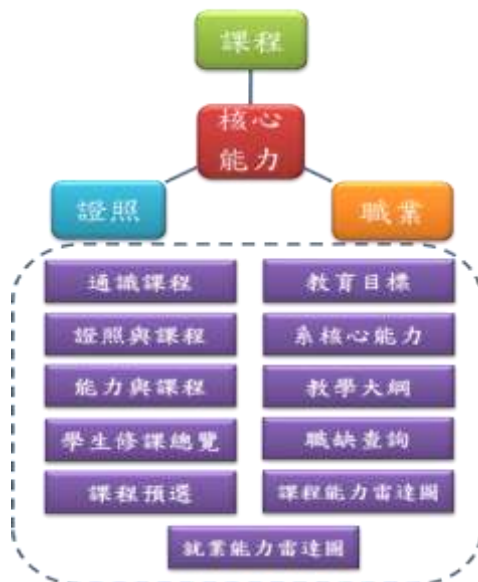 課程
核心
能力
證照
職業
通識課程
教育目標
證照與課程
系核心能力
能力與課程
教學大綱
學生修課總覽
職缺查詢
課程預選
課程能力雷達圖
就業能力雷達圖